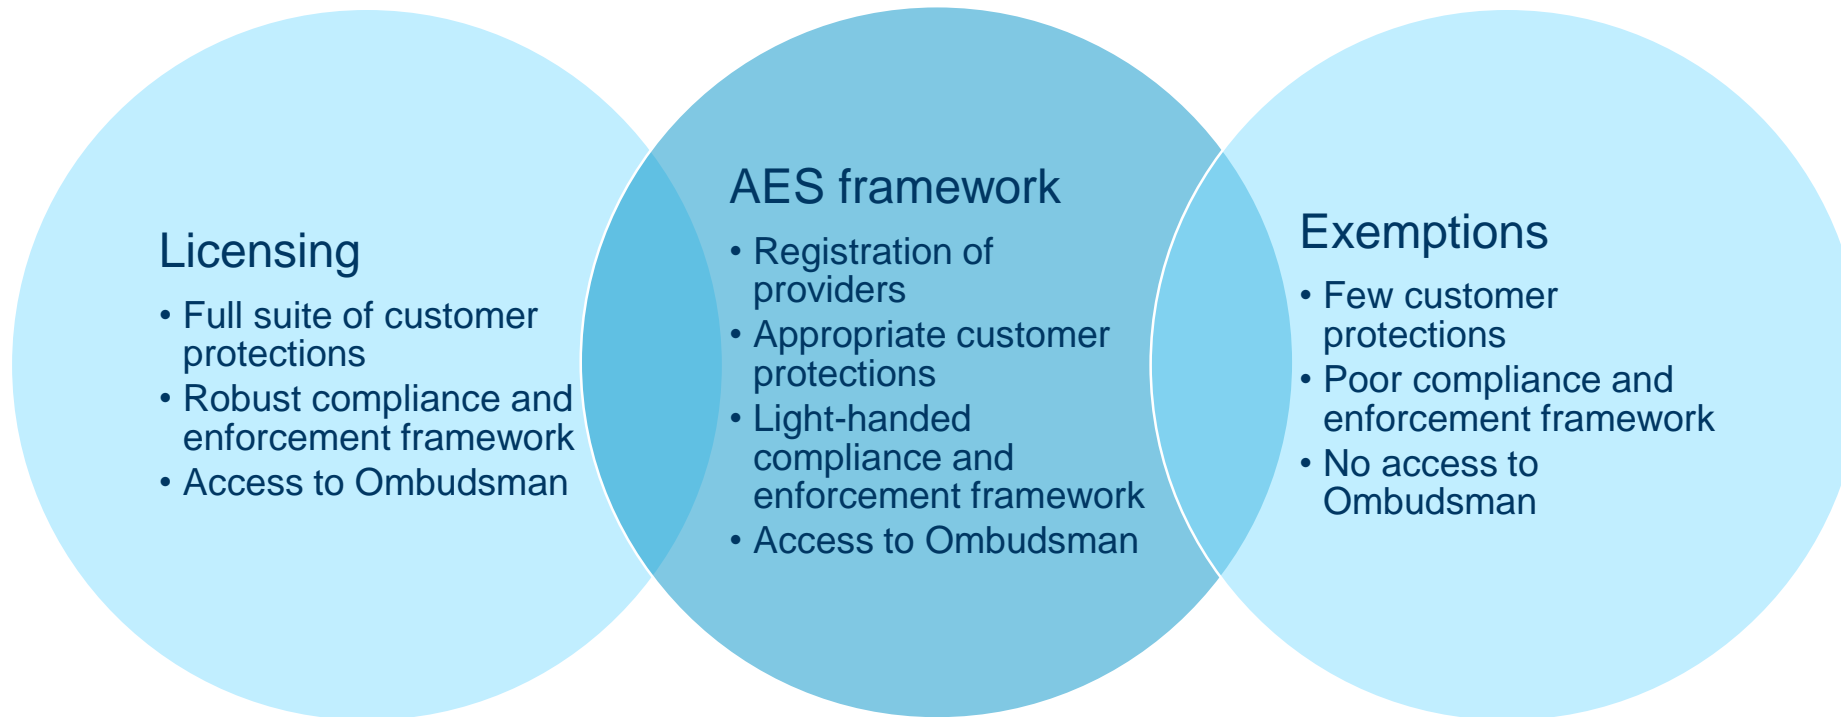 Licensing
• Full suite of customer
protections
• Robust compliance and
enforcement framework
• Access to Ombudsman
AES framework
• Registration of
providers
• Appropriate customer
protections
• Light-handed
compliance and
enforcement framework
• Access to Ombudsman
Exemptions
• Few customer
protections
• Poor compliance and
enforcement framework
• No access to
Ombudsman